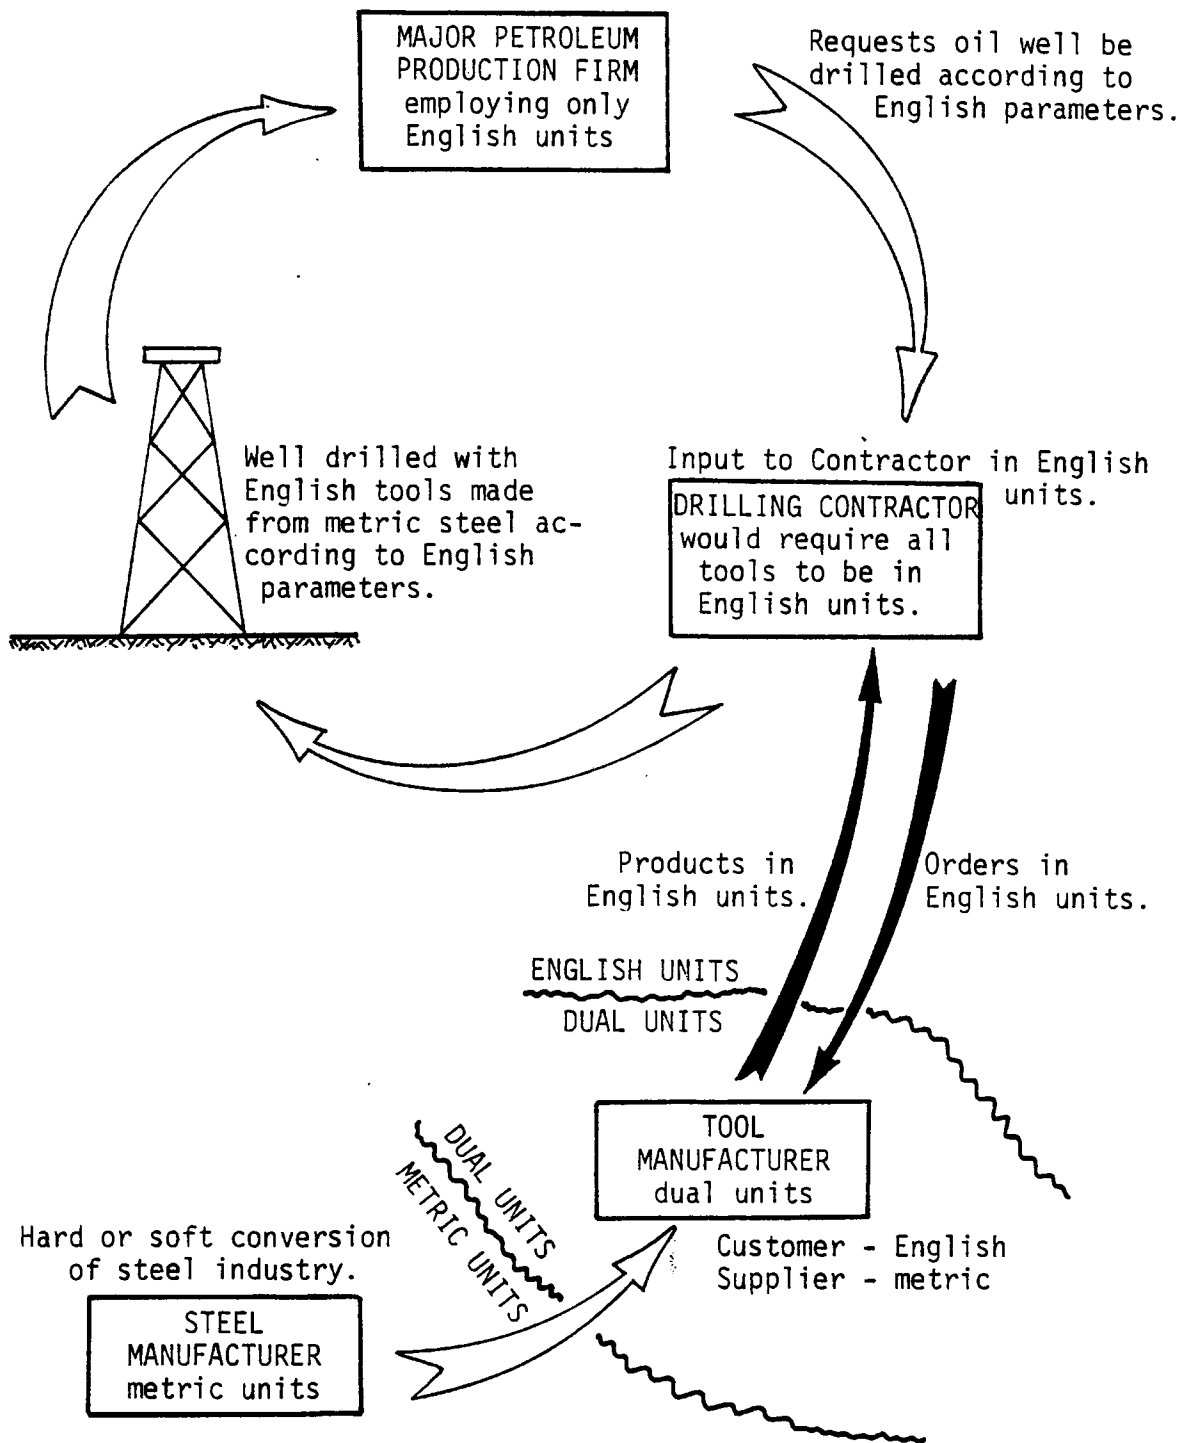 MAJOR PETROLEUM
PRODUCTION FIRM
employing only
English units
Requests oil well be
drilled according to
English parameters.
Well drilled with
English tools made
from metric steel ac-
cording to English
parameters.
Input to Contractor in English
units.
DRILLING CONTRACTOR
would require all
tools to be in
English units.
Products in
English units.
Orders in
English units.
ENGLISH UNITS
DUAL UNITS
TOOL
MANUFACTURER
dual units
Customer - English
Supplier - metric
DUAL UNITS
METRIC UNITS
Hard or soft conversion
of steel industry.
STEEL
MANUFACTURER
metric units